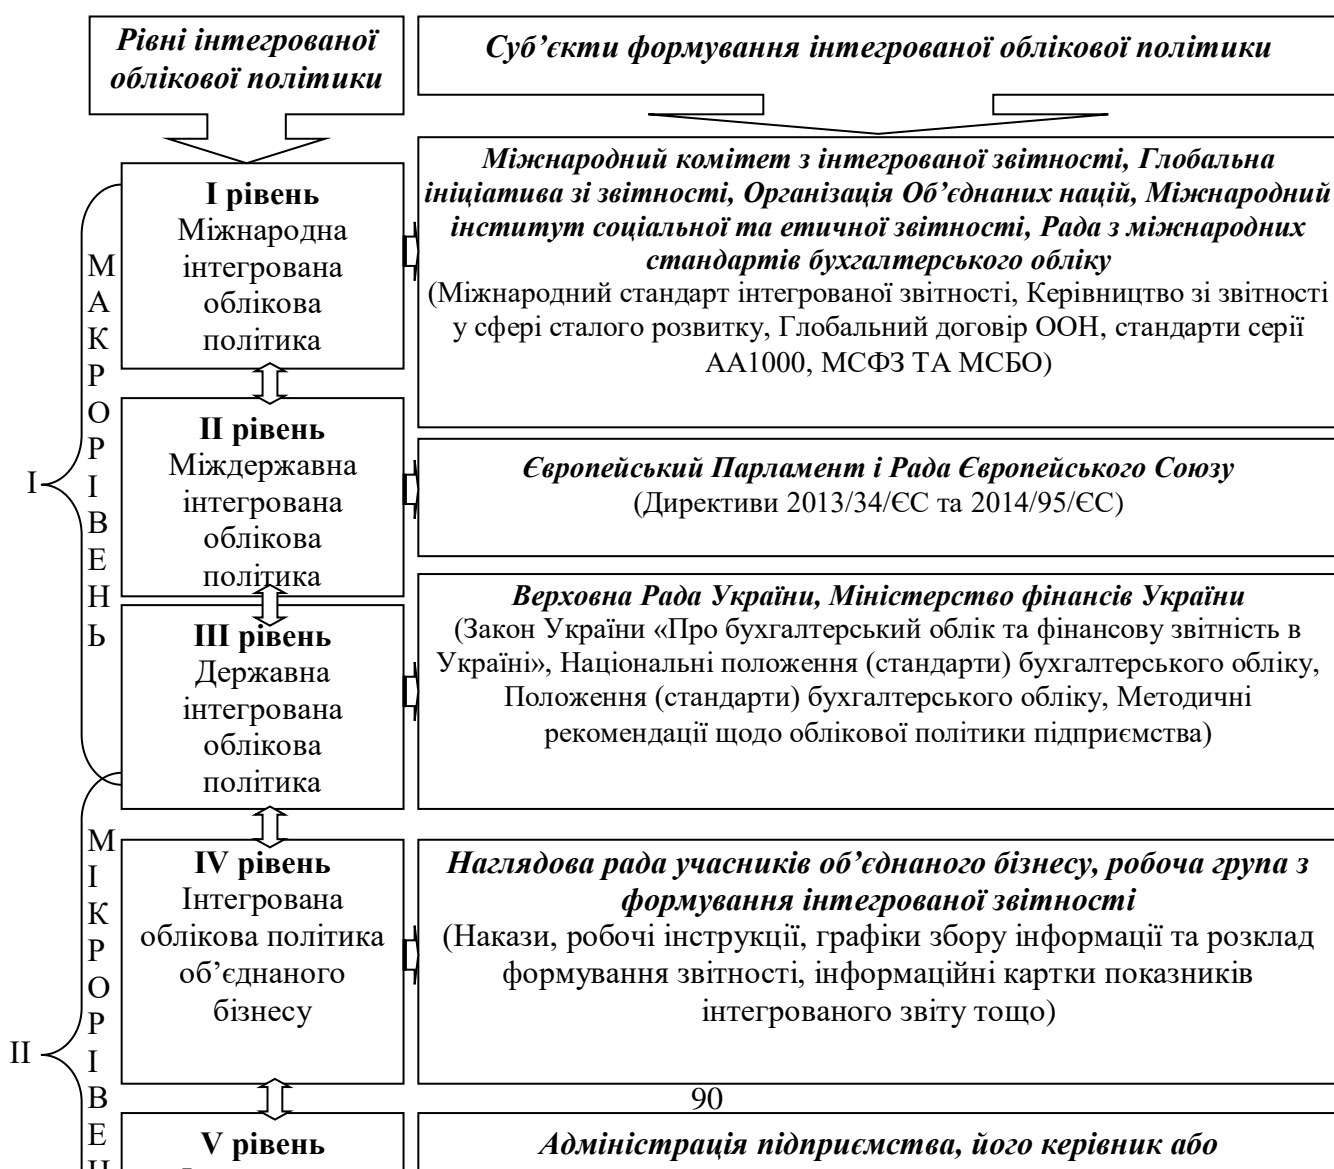 Рівні інтегрованої
облікової політики
Суб’єкти формування інтегрованої облікової політики
І рівень
Міжнародна
інтегрована
облікова
політика
Міжнародний комітет з інтегрованої звітності, Глобальна
ініціатива зі звітності, Організація Об’єднаних націй, Міжнародний
інститут соціальної та етичної звітності, Рада з міжнародних
стандартів бухгалтерського обліку
(Міжнародний стандарт інтегрованої звітності, Керівництво зі звітності
у сфері сталого розвитку, Глобальний договір ООН, стандарти серії
АА1000, МСФЗ ТА МСБО)
І
М
А
К
Р
О
Р
І
В
Е
Н
Ь
ІІ рівень
Міждержавна
інтегрована
облікова
політика
Європейський Парламент і Рада Європейського Союзу
(Директиви 2013/34/ЄС та 2014/95/ЄС)
ІІІ рівень
Державна
інтегрована
облікова
політика
Верховна Рада України, Міністерство фінансів України
(Закон України «Про бухгалтерський облік та фінансову звітність в
Україні», Національні положення (стандарти) бухгалтерського обліку,
Положення (стандарти) бухгалтерського обліку, Методичні
рекомендації щодо облікової політики підприємства)
ІІ
М
І
К
Р
О
Р
І
В
Е
IV рівень
Інтегрована
облікова політика
об’єднаного
бізнесу
Наглядова рада учасників об’єднаного бізнесу, робоча група з
формування інтегрованої звітності
(Накази, робочі інструкції, графіки збору інформації та розклад
формування звітності, інформаційні картки показників
інтегрованого звіту тощо)
90
V рівень
Адміністрація підприємства, його керівник або